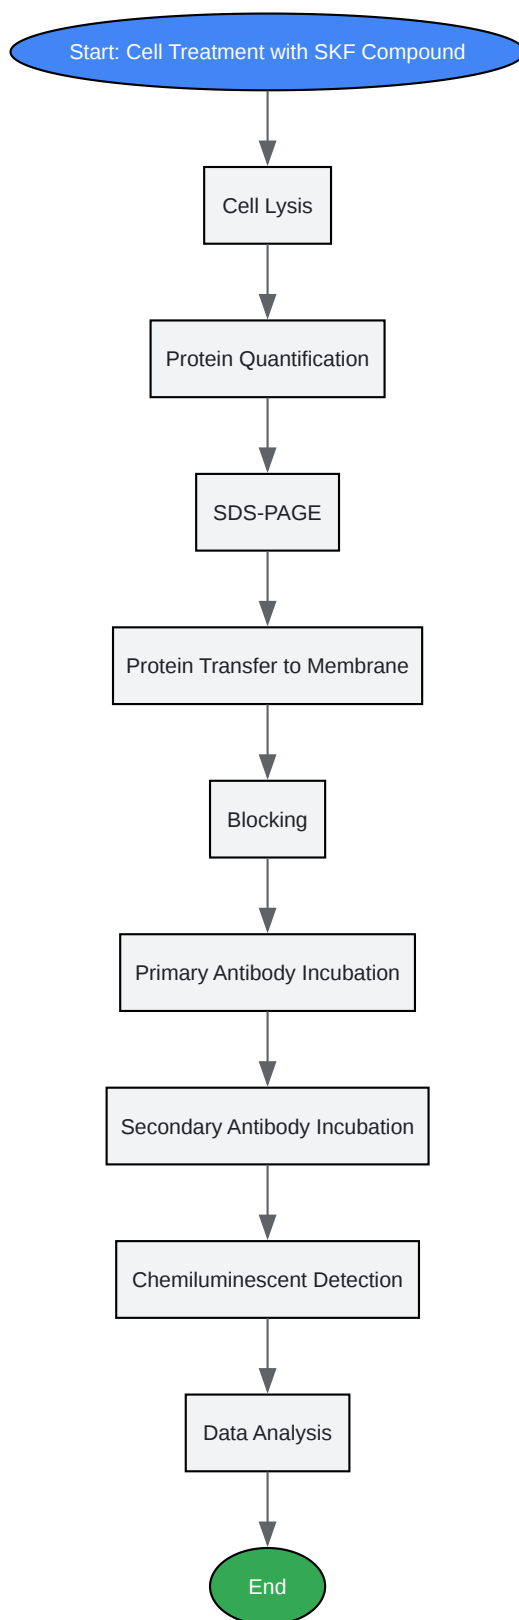 Start: Cell Treatment with SKF Compound
Cell Lysis
Protein Quantification
SDS-PAGE
Protein Transfer to Membrane
Blocking
Primary Antibody Incubation
Secondary Antibody Incubation
Chemiluminescent Detection
Data Analysis
End